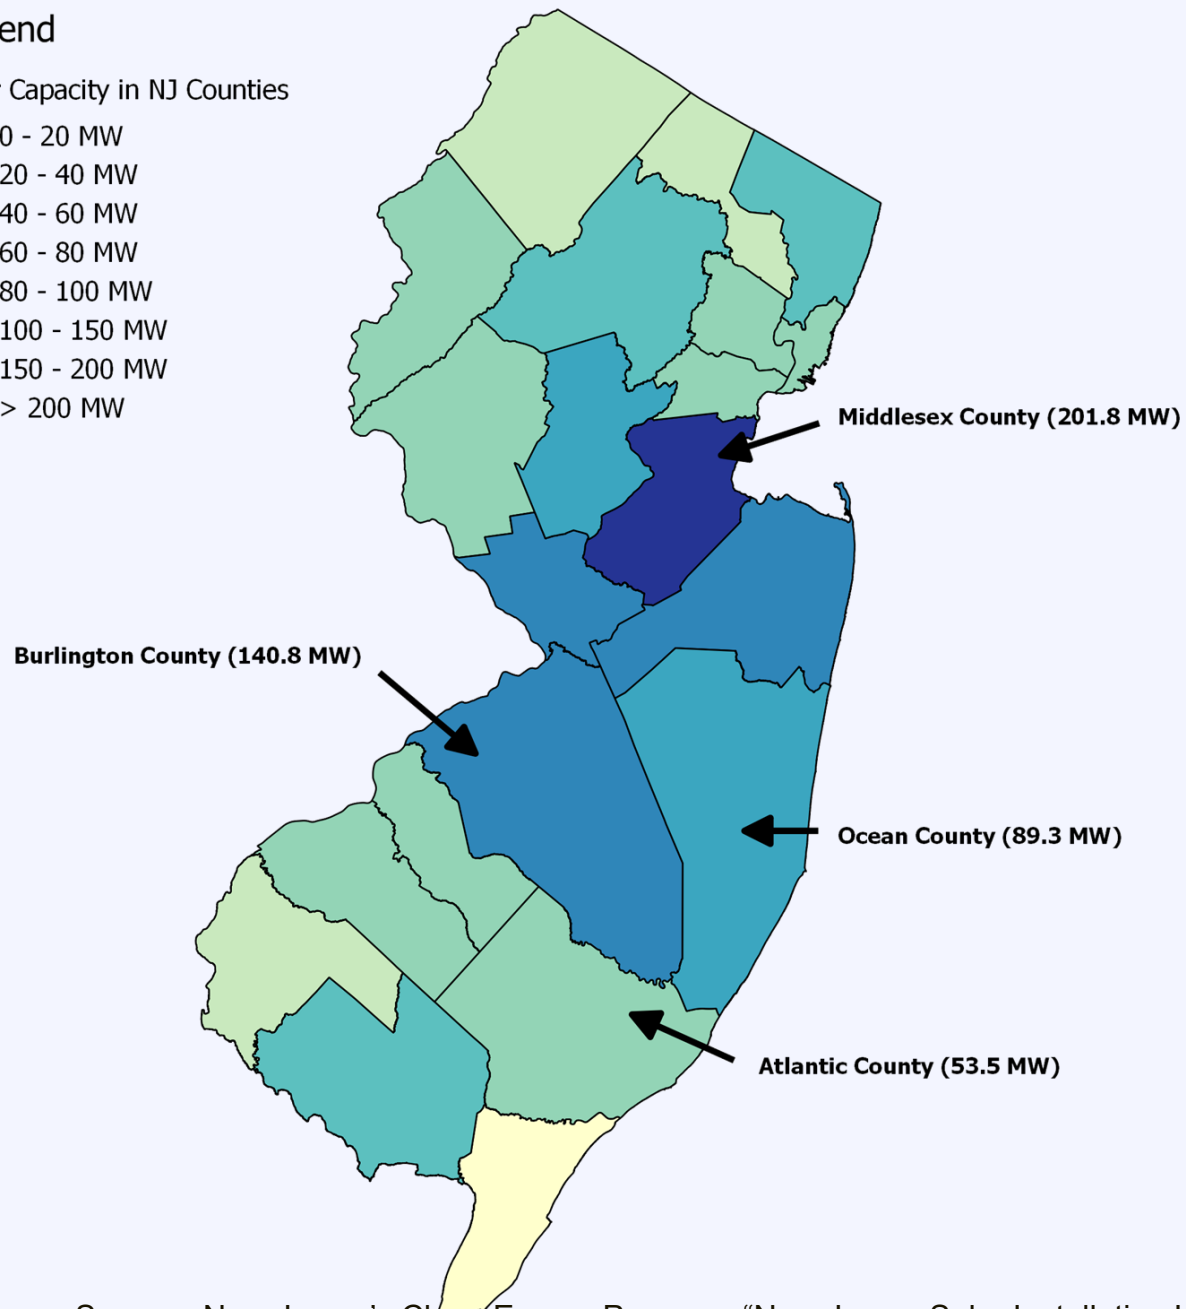 end
Capacity in NJ Counties
0 - 20 MW
20 - 40 MW
40 - 60 MW
60 - 80 MW
80 - 100 MW
100 - 150 MW
150 - 200 MW
> 200 MW
Middlesex County (201.8 MW)
Burlington County (140.8 MW)
Ocean County (89.3 MW)
Atlantic County (53.5 MW)